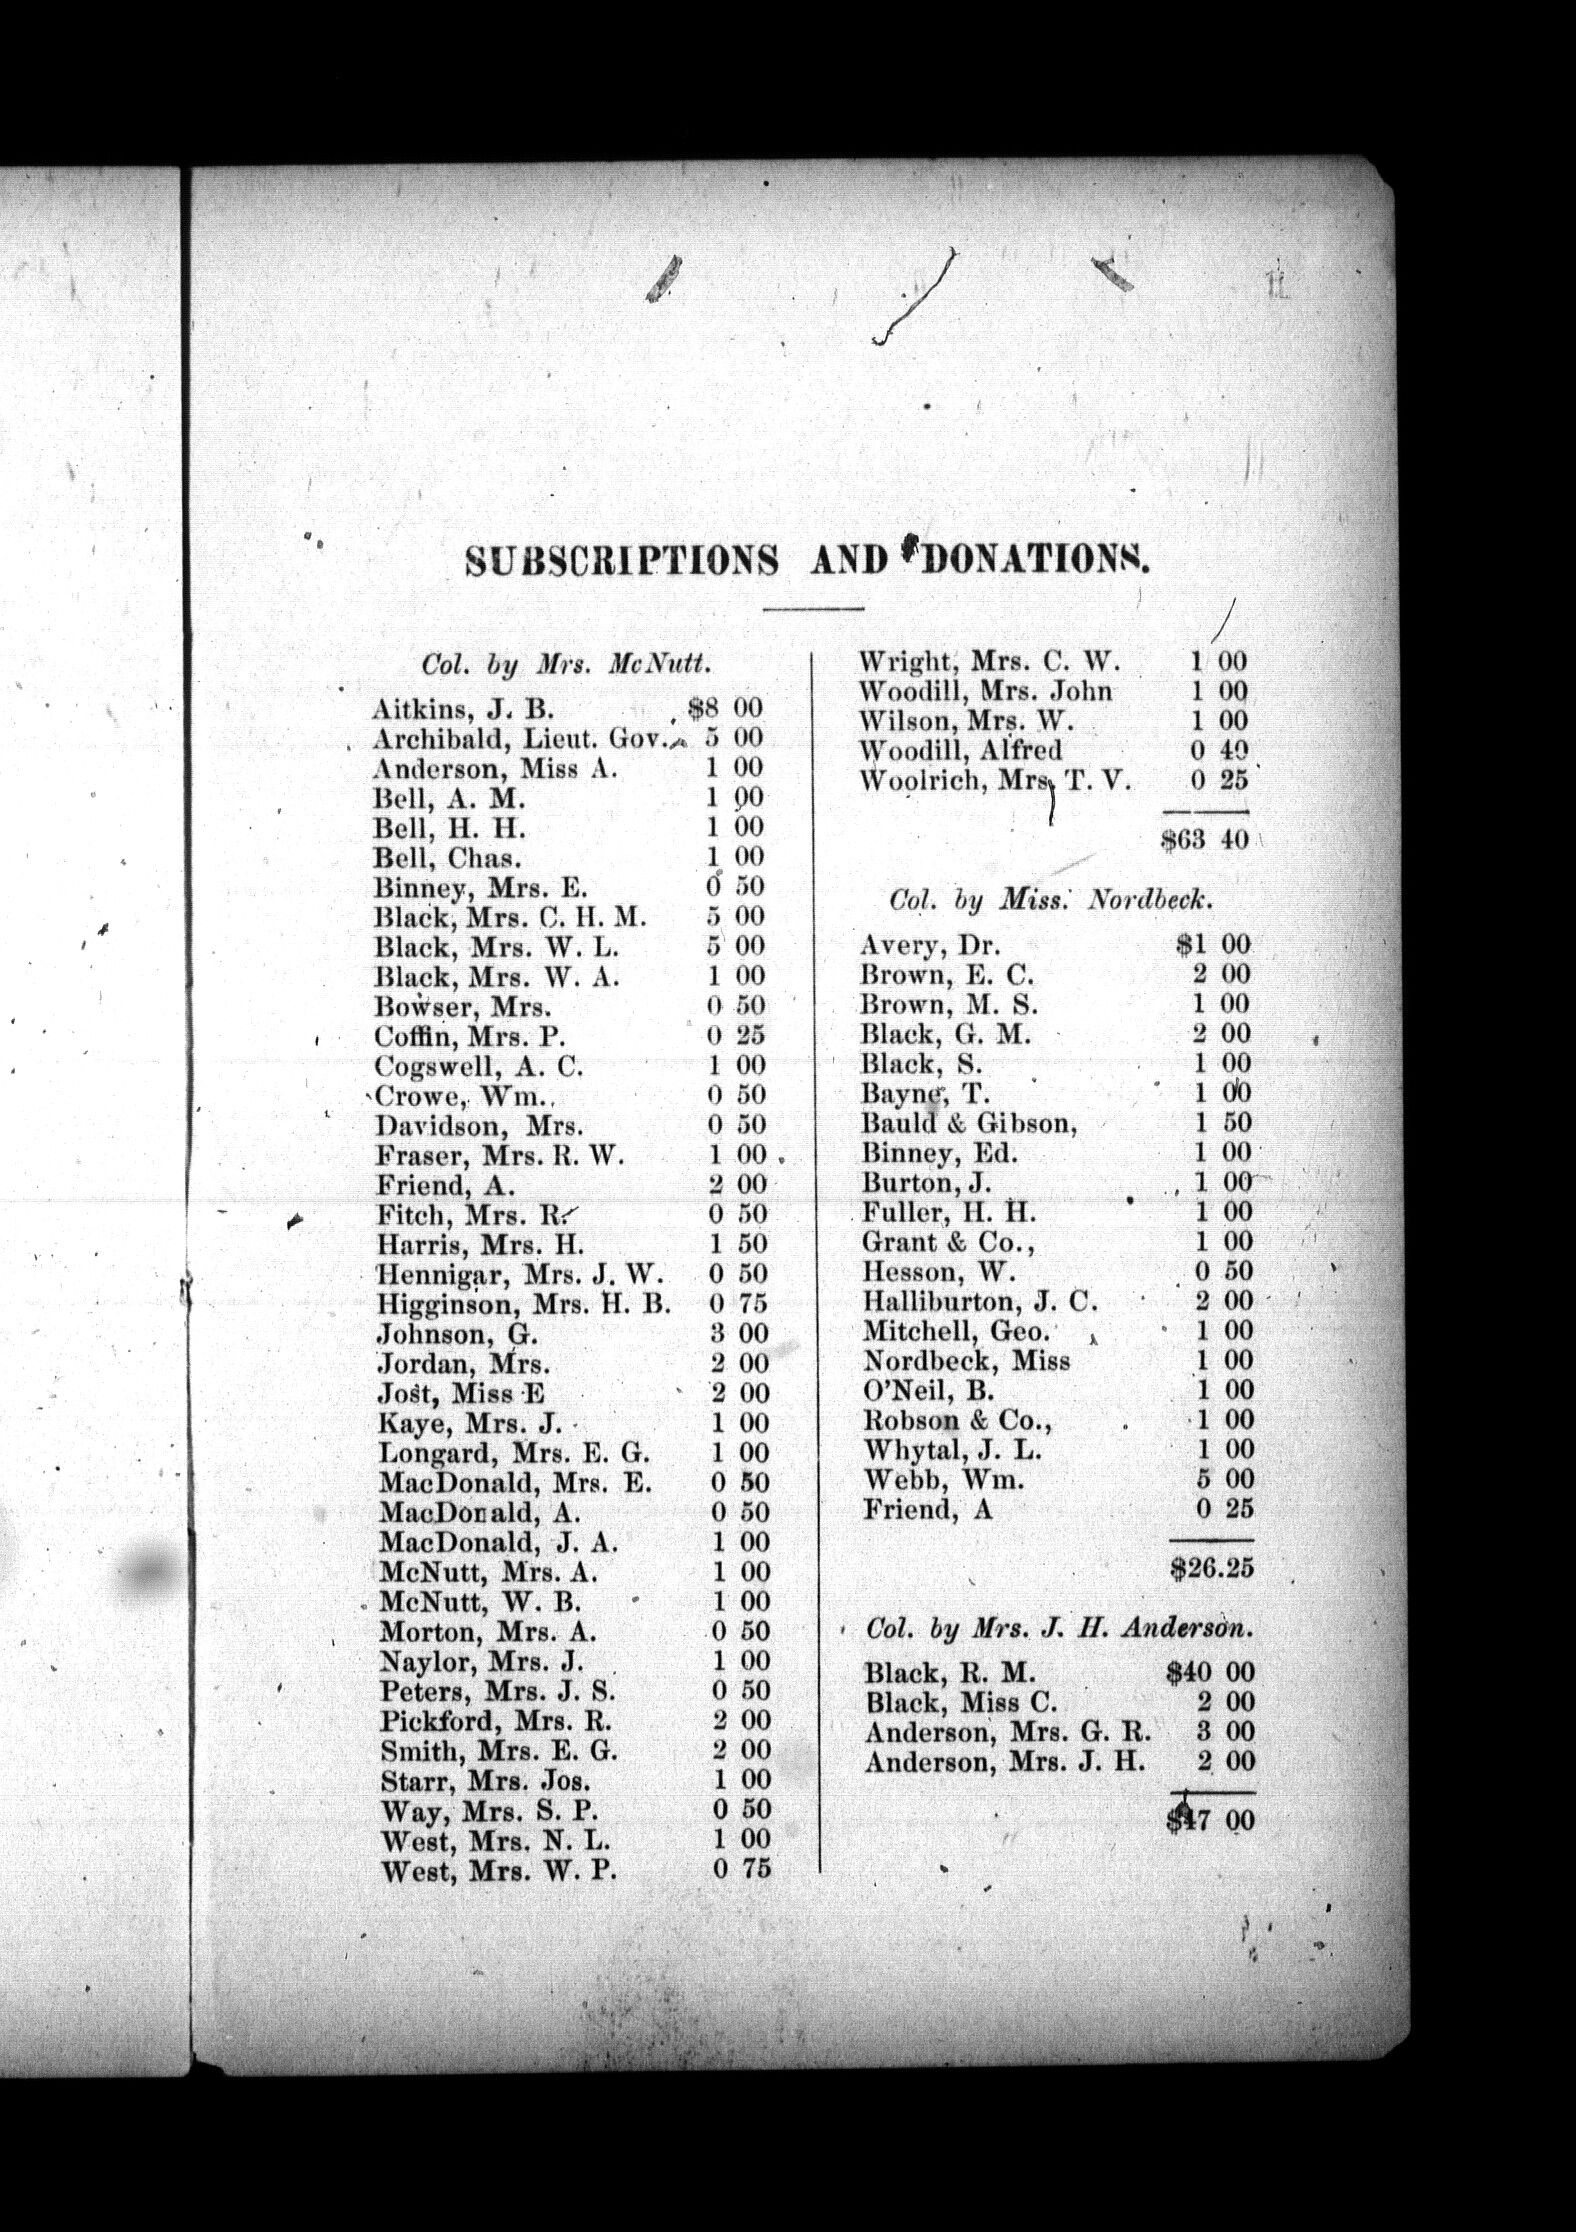 SUBSCRIPTIONS AND DONATIONS.
Col. by Mrs. McNutt.
Aitkins, J. B. $8 00
Archibald, Lieut. Gov. 5 00
Anderson, Miss A. 1 00
Bell, A. M. 1 00
Bell, H. H. 1 00
Bell, Chas. 1 00
Binney, Mrs. E. 0 50
Black, Mrs. C. H. M. 5 00
Black, Mrs. W. L. 5 00
Black, Mrs. W. A. 1 00
Bowser, Mrs. 0 50
Coffin, Mrs. P. 0 25
Cogswell, A. C. 1 00
Crowe, Wm. 0 50
Davidson, Mrs. 0 50
Fraser, Mrs. R. W. 1 00
Friend, A. 2 00
Fitch, Mrs. R. 0 50
Harris, Mrs. H. 1 50
Hennigar, Mrs. J. W. 0 50
Higginson, Mrs. H. B. 0 75
Johnson, G. 3 00
Jordan, Mrs. 2 00
Jost, Miss E 2 00
Kaye, Mrs. J. 1 00
Longard, Mrs. E. G. 1 00
MacDonald, Mrs. E. 0 50
MacDonald, A. 0 50
MacDonald, J. A. 1 00
McNutt, Mrs. A. 1 00
McNutt, W. B. 1 00
Morton, Mrs. A. 0 50
Naylor, Mrs. J. 1 00
Peters, Mrs. J. S. 0 50
Pickford, Mrs. R. 2 00
Smith, Mrs. E. G. 2 00
Starr, Mrs. Jos. 1 00
Way, Mrs. S. P. 0 50
West, Mrs. N. L. 1 00
West, Mrs. W. P. 0 75
Wright, Mrs. C. W. 1 00
Woodill, Mrs. John 1 00
Wilson, Mrs. W. 1 00
Woodill, Alfred 0 40
Woolrich, Mrs. T. V. 0 25
$63 40
Col. by Miss. Nordbeck.
Avery, Dr. $1 00
Brown, E. C. 2 00
Brown, M. S. 1 00
Black, G. M. 2 00
Black, S. 1 00
Bayne, T. 1 00
Bauld & Gibson, 1 50
Binney, Ed. 1 00
Burton, J. 1 00
Fuller, H. H. 1 00
Grant & Co., 1 00
Hesson, W. 0 50
Halliburton, J. C. 2 00
Mitchell, Geo. 1 00
Nordbeck, Miss 1 00
O'Neil, B. 1 00
Robson & Co., 1 00
Whytal, J. L. 1 00
Webb, Wm. 5 00
Friend, A 0 25
$26.25
Col. by Mrs. J. H. Anderson.
Black, R. M. $40 00
Black, Miss C. 2 00
Anderson, Mrs. G. R. 3 00
Anderson, Mrs. J. H. 2 00
$47 00